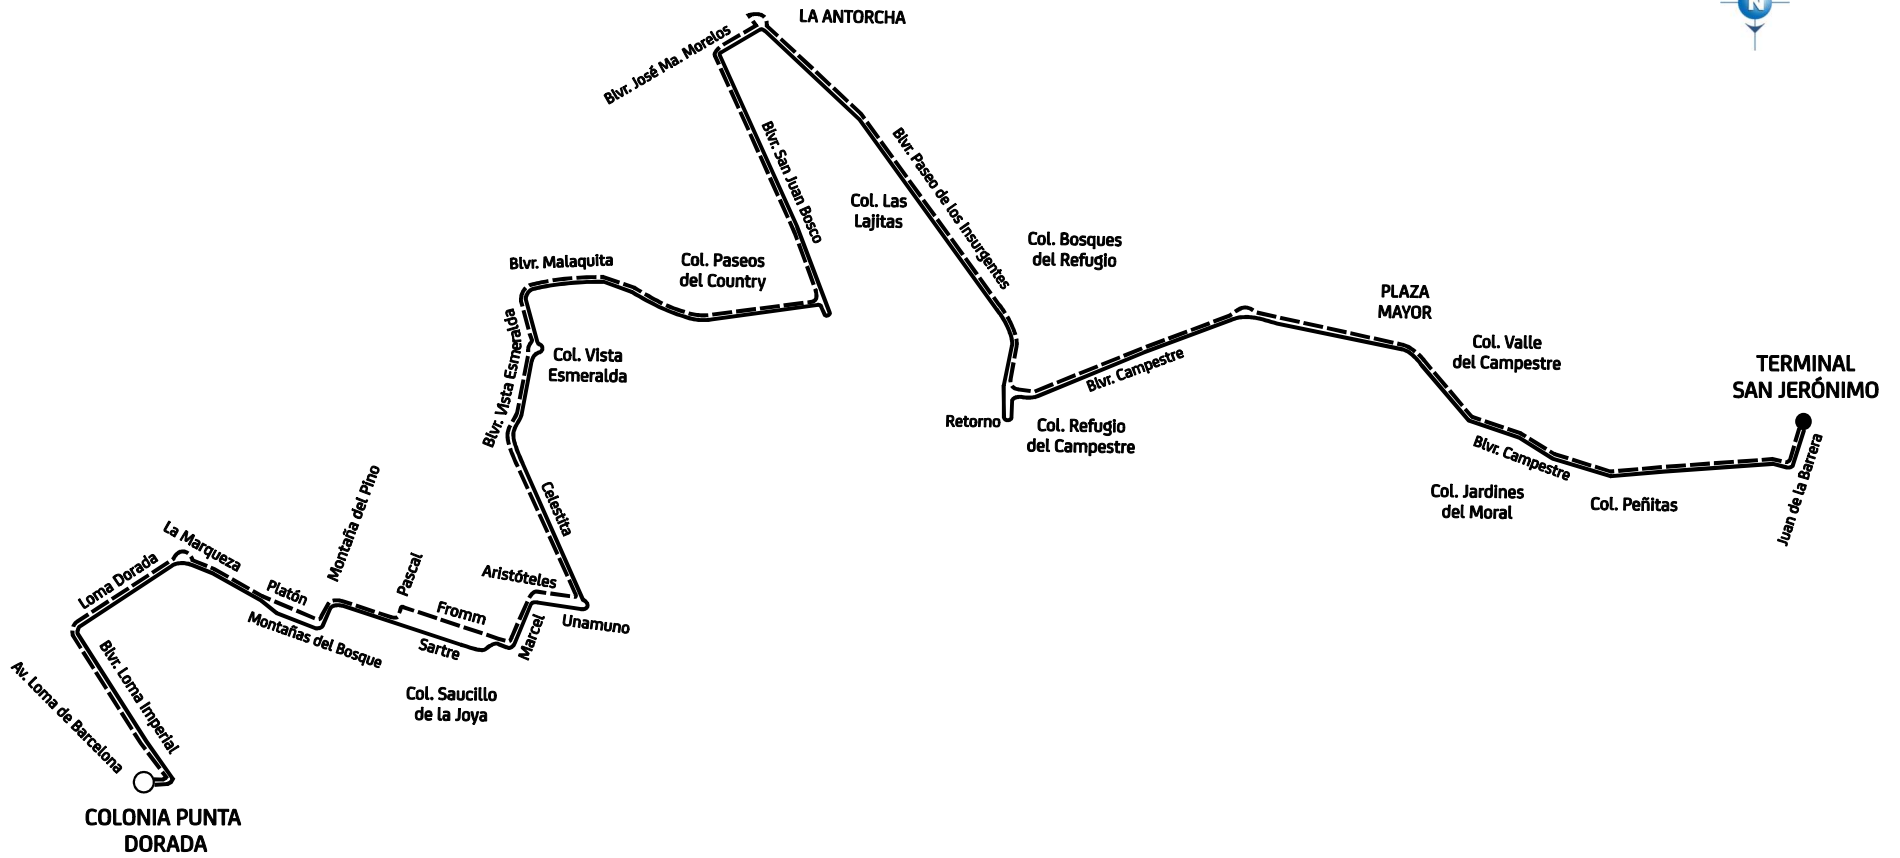 N
LA ANTORCHA
Blvr. José Ma. Morelos
Blvr. San Juan Bosco
Blvr. Paseo de los Insurgentes
Col. Las
Lajitas
Col. Bosques
del Refugio
Blvr. Malaquita
Col. Paseos
del Country
PLAZA
MAYOR
Col. Valle
del Campestre
TERMINAL
SAN JERÓNIMO
Blvr. Vista Esmeralda
Col. Vista
Esmeralda
Blvr. Campestre
Retorno
Col. Refugio
del Campestre
Blvr. Campestre
Juan de la Barrera
Col. Jardines
del Moral
Col. Peñitas
Celestita
Montaña del Pino
La Marqueza
Loma Dorada
Platón
Pascal
Aristóteles
Fromm
Montañas del Bosque
Sartre
Marcel
Unamuno
Blvr. Loma Imperial
Av. Loma de Barcelona
Col. Saucillo
de la Joya
COLONIA PUNTA
DORADA